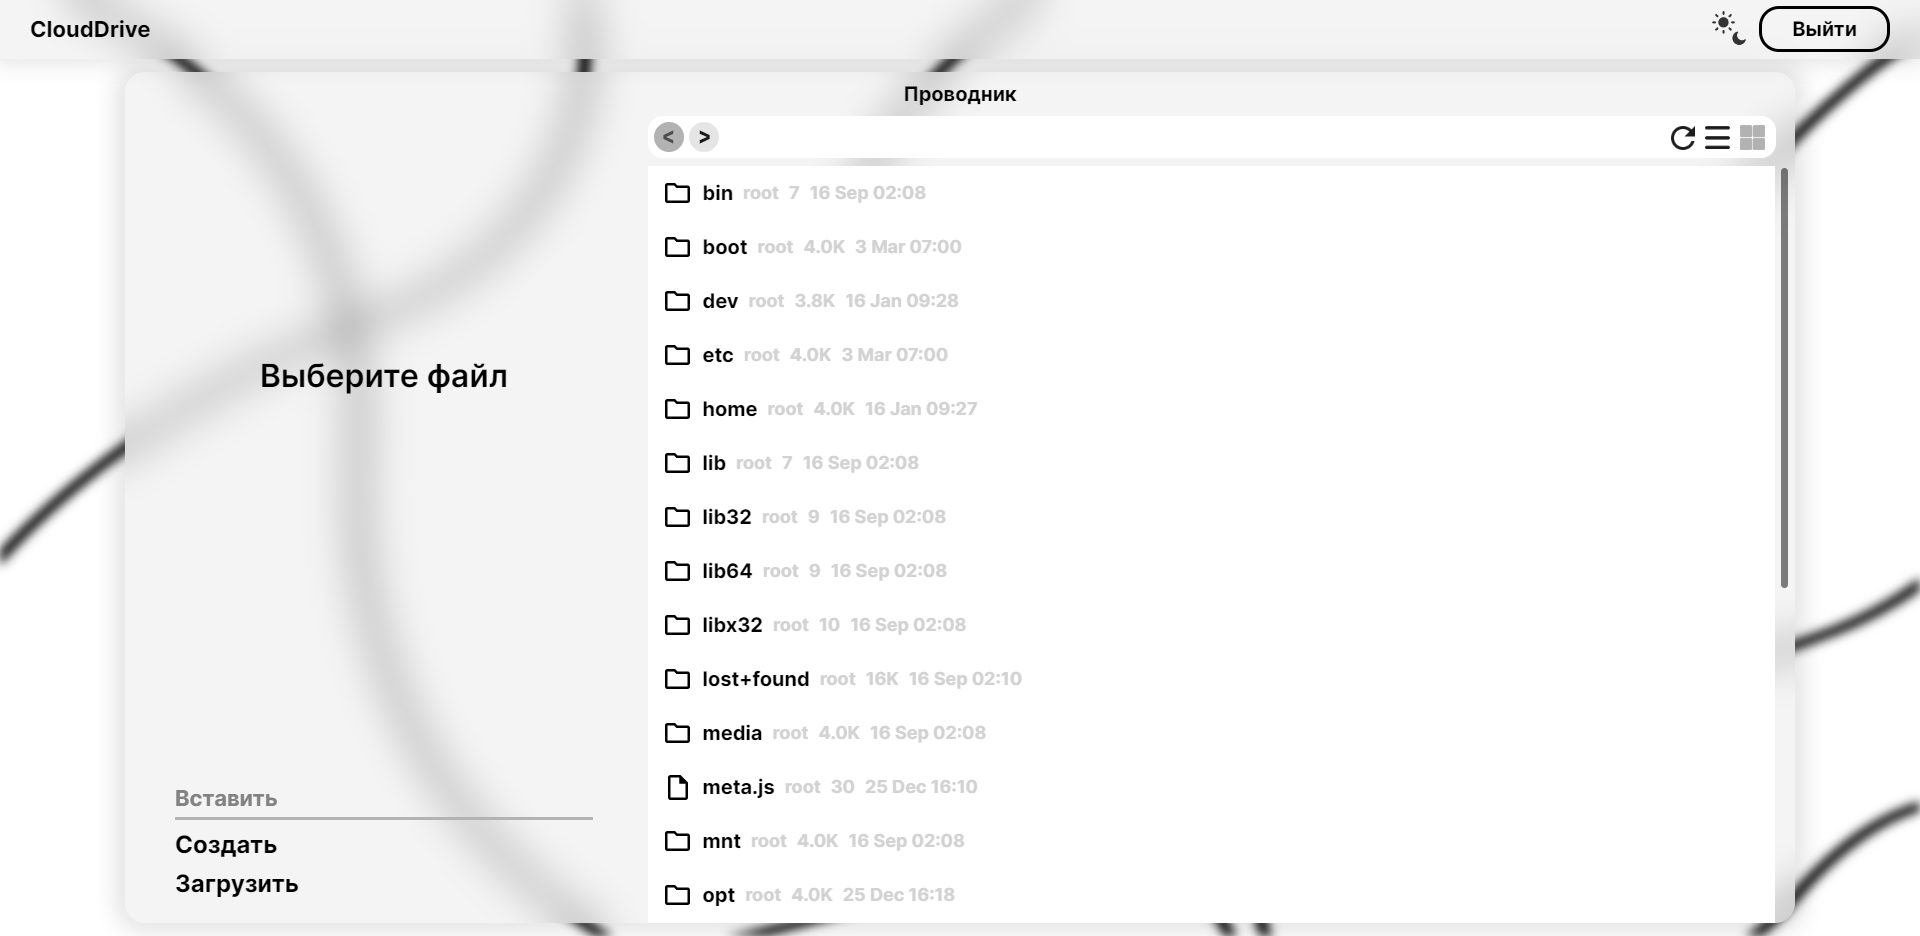 CloudDrive
Выйти
Проводник
< >
bin root 7 16 Sep 02:08
boot root 4.0K 3 Mar 07:00
dev root 3.8K 16 Jan 09:28
etc root 4.0K 3 Mar 07:00
home root 4.0K 16 Jan 09:27
lib root 7 16 Sep 02:08
lib32 root 9 16 Sep 02:08
lib64 root 9 16 Sep 02:08
libx32 root 10 16 Sep 02:08
lost+found root 16K 16 Sep 02:10
media root 4.0K 16 Sep 02:08
meta.js root 30 25 Dec 16:10
mnt root 4.0K 16 Sep 02:08
opt root 4.0K 25 Dec 16:18
Выберите файл
Вставить
Создать
Загрузить